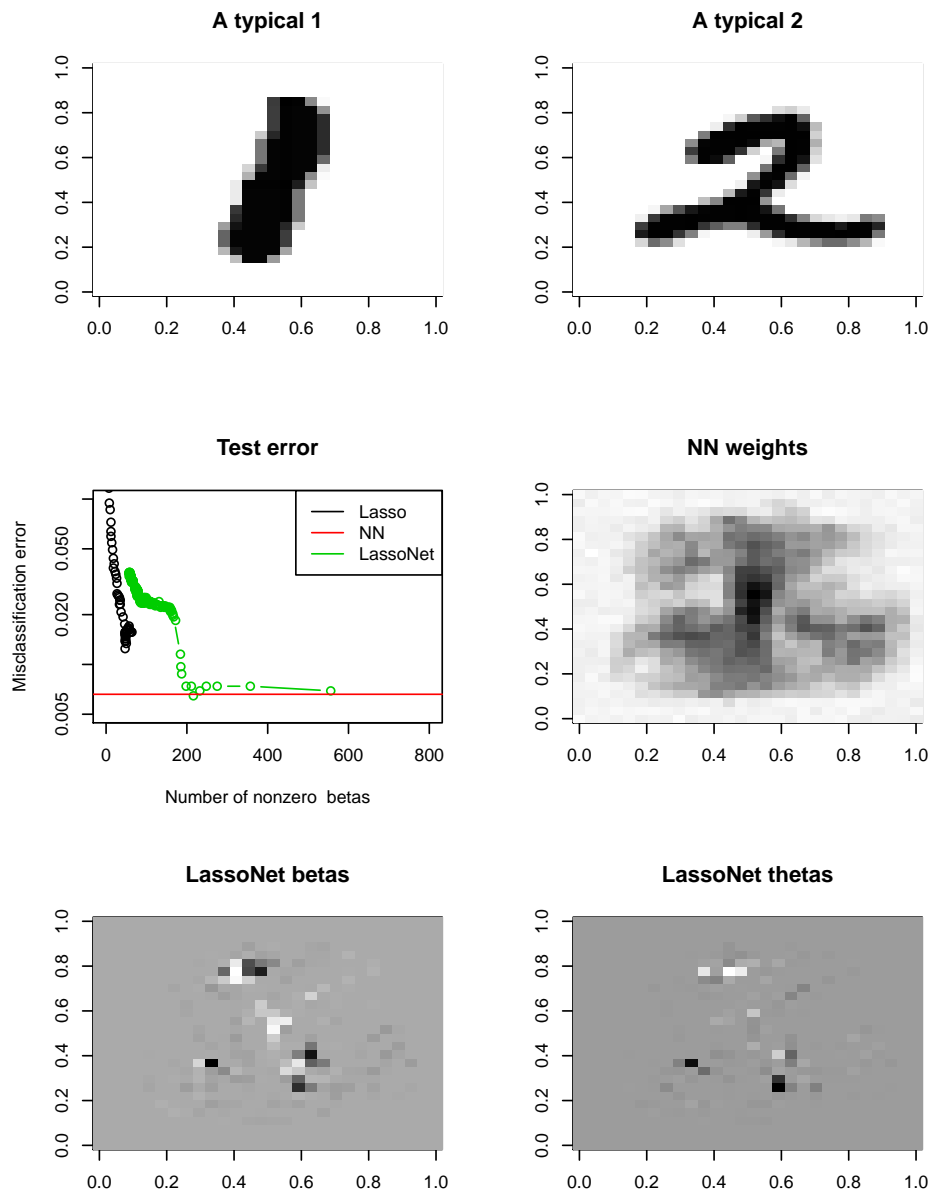 A typical 1
A typical 2
1.0
0.8
0.6
0.4
0.2
0.0
0.0 0.2 0.4 0.6 0.8 1.0
1.0
0.8
0.6
0.4
0.2
0.0
0.0 0.2 0.4 0.6 0.8 1.0
Test error
Misclassification error
0.050
0.020
0.005
Lasso
NN
LassoNet
0 200 400 600 800
Number of nonzero betas
NN weights
1.0
0.8
0.6
0.4
0.2
0.0
0.0 0.2 0.4 0.6 0.8 1.0
LassoNet betas
1.0
0.8
0.6
0.4
0.2
0.0
0.0 0.2 0.4 0.6 0.8 1.0
LassoNet thetas
1.0
0.8
0.6
0.4
0.2
0.0
0.0 0.2 0.4 0.6 0.8 1.0